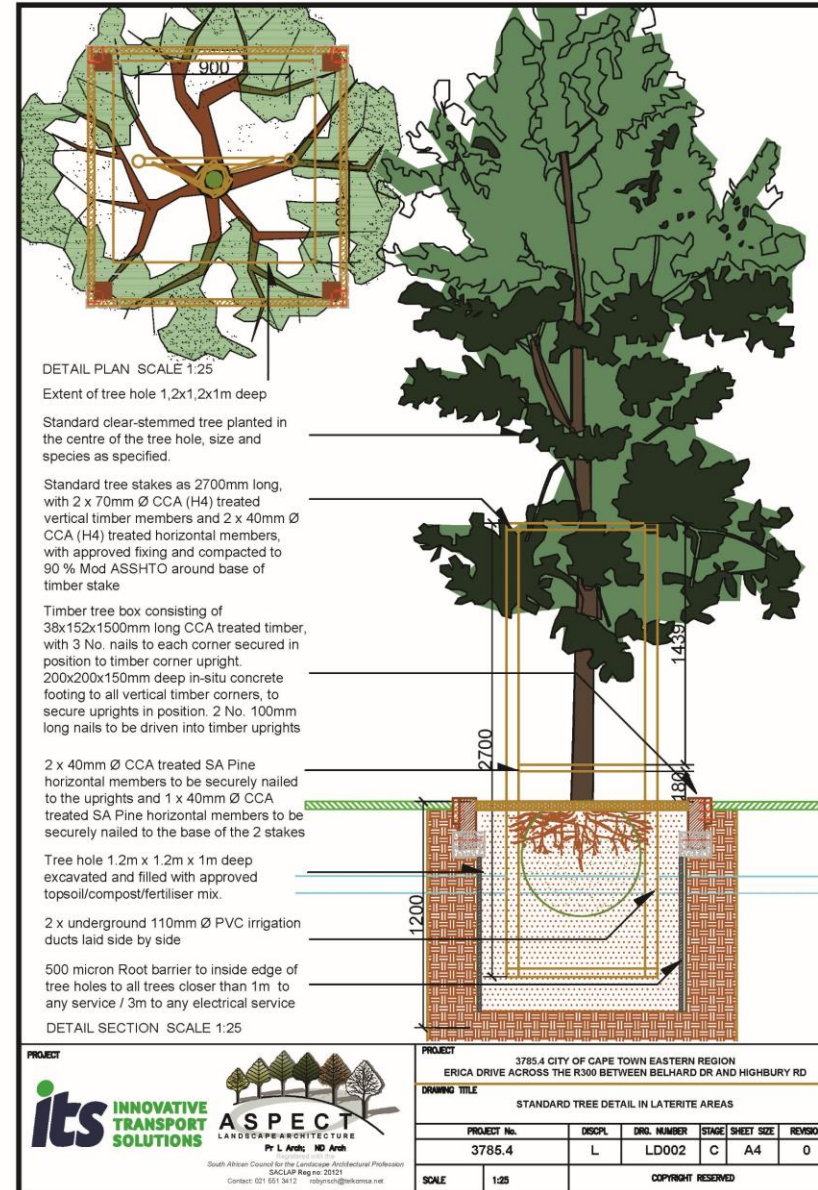 900
DETAIL PLAN SCALE 1:25
Extent of tree hole 1,2x1,2x1m deep
Standard clear-stemmed tree planted in
the centre of the tree hole, size and
species as specified.
Standard tree stakes as 2700mm long,
with 2 x 70mm Ø CCA (H4) treated
vertical timber members and 2 x 40mm Ø
CCA (H4) treated horizontal members,
with approved fixing and compacted to
90 % Mod ASSHTO around base of
timber stake
Timber tree box consisting of
38x152x1500mm long CCA treated timber,
with 3 No. nails to each corner secured in
position to timber corner upright.
200x200x150mm deep in-situ concrete
footing to all vertical timber corners, to
secure uprights in position. 2 No. 100mm
long nails to be driven into timber uprights
2 x 40mm Ø CCA treated SA Pine
horizontal members to be securely nailed
to the uprights and 1 x 40mm Ø CCA
treated SA Pine horizontal members to be
securely nailed to the base of the 2 stakes
Tree hole 1.2m x 1.2m x 1m deep
excavated and filled with approved
topsoil/compost/fertiliser mix.
2 x underground 110mm Ø PVC irrigation
ducts laid side by side
500 micron Root barrier to inside edge of
tree holes to all trees closer than 1m to
any service / 3m to any electrical service
DETAIL SECTION SCALE 1:25
1439
2700
180
1200
PROJECT
its INNOVATIVE
TRANSPORT
SOLUTIONS
ASPECT
LANDSCAPE ARCHITECTURE
Pr L Arch; ND Arch
Registered with the
South African Council for the Landscape Architectural Profession
SACLAP Reg no: 20121
Contact: 021 551 3412 robynsch@telkomsa.net
PROJECT
3785.4 CITY OF CAPE TOWN EASTERN REGION
ERICA DRIVE ACROSS THE R300 BETWEEN BELHARD DR AND HIGHBURY RD
DRAWING TITLE
STANDARD TREE DETAIL IN LATERITE AREAS
PROJECT No. DISCPL DRG. NUMBER STAGE SHEET SIZE REVISIO
3785.4 L LD002 C A4 0
SCALE 1:25 COPYRIGHT RESERVED